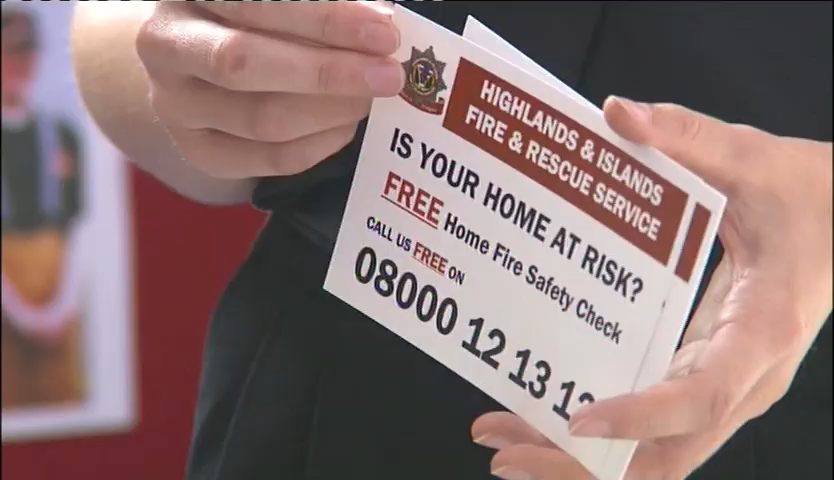 HIGHLANDS & ISLANDS
FIRE & RESCUE SERVICE
IS YOUR HOME AT RISK?
FREE Home Fire Safety Check
CALL US FREE ON
08000 12 13 12